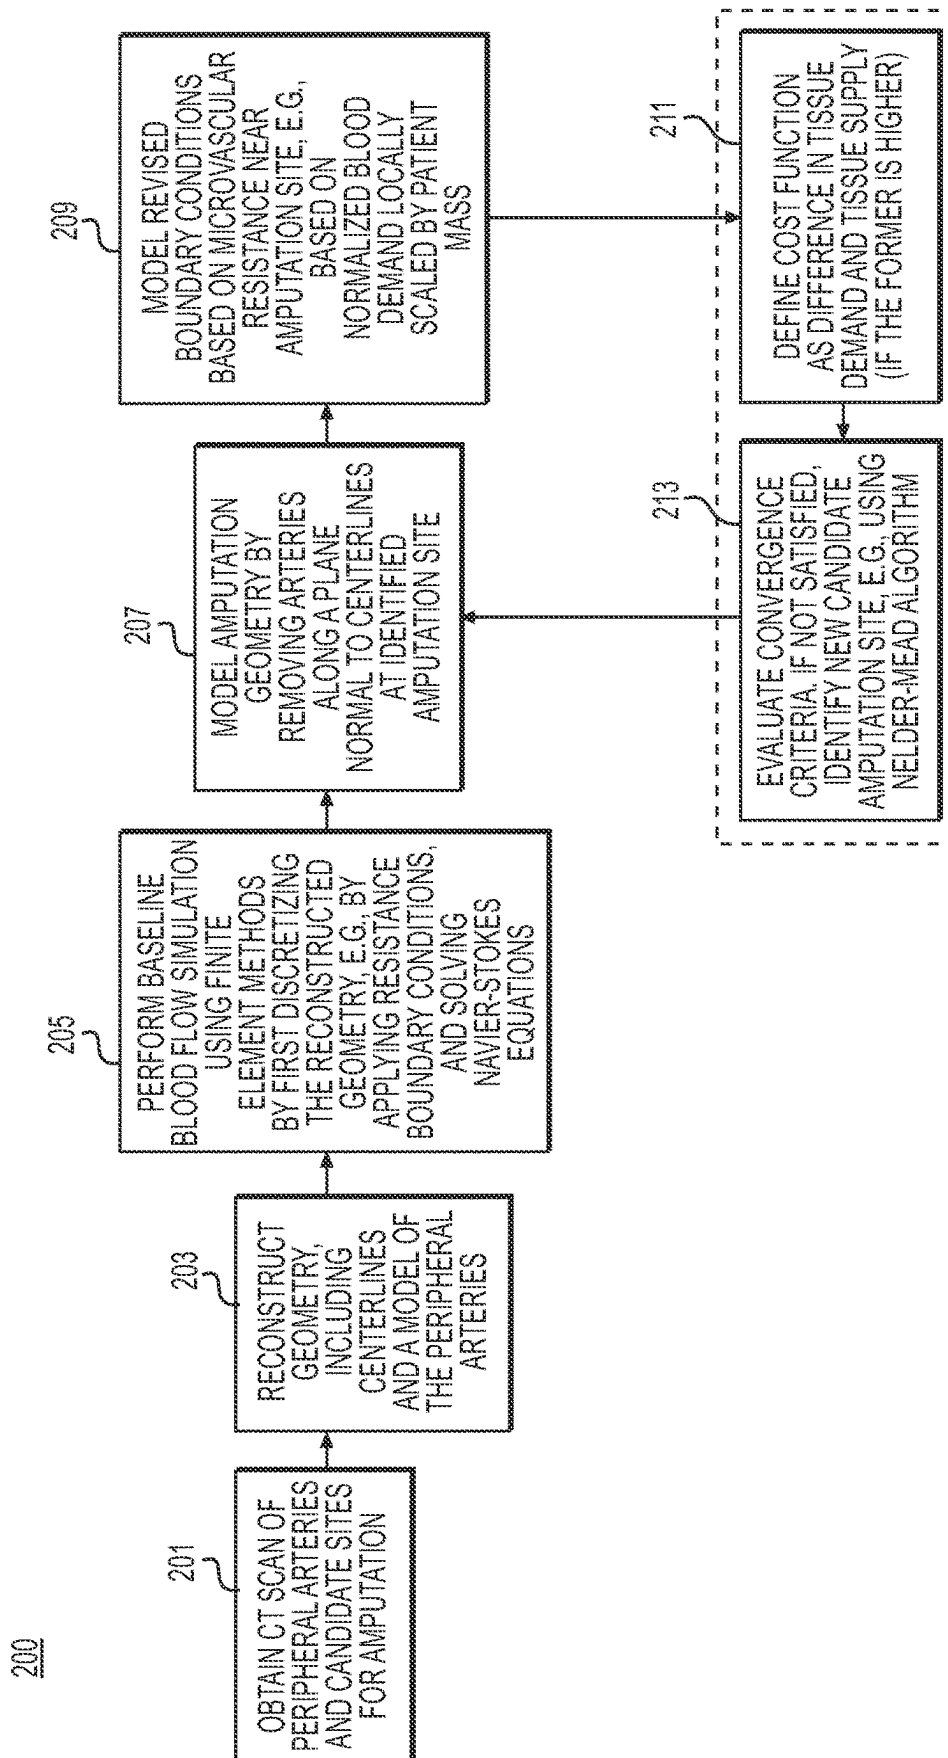 200
201
OBTAIN CT SCAN OF
PERIPHERAL ARTERIES
AND CANDIDATE SITES
FOR AMPUTATION
203
RECONSTRUCT
GEOMETRY,
INCLUDING
CENTERLINES
AND A MODEL OF
THE PERIPHERAL
ARTERIES
205
PERFORM BASELINE
BLOOD FLOW SIMULATION
USING FINITE
ELEMENT METHODS
BY FIRST DISCRETIZING
THE RECONSTRUCTED
GEOMETRY, E.G., BY
APPLYING RESISTANCE
BOUNDARY CONDITIONS,
AND SOLVING
NAVIER-STOKES
EQUATIONS
207
MODEL AMPUTATION
GEOMETRY BY
REMOVING ARTERIES
ALONG A PLANE
NORMAL TO CENTERLINES
AT IDENTIFIED
AMPUTATION SITE
209
MODEL REVISED
BOUNDARY CONDITIONS
BASED ON MICROVASCULAR
RESISTANCE NEAR
AMPUTATION SITE, E.G.,
BASED ON
NORMALIZED BLOOD
DEMAND LOCALLY
SCALED BY PATIENT
MASS
211
DEFINE COST FUNCTION
AS DIFFERENCE IN TISSUE
DEMAND AND TISSUE SUPPLY
(IF THE FORMER IS HIGHER)
213
EVALUATE CONVERGENCE
CRITERIA. IF NOT SATISFIED,
IDENTIFY NEW CANDIDATE
AMPUTATION SITE, E.G., USING
NELDER-MEAD ALGORITHM